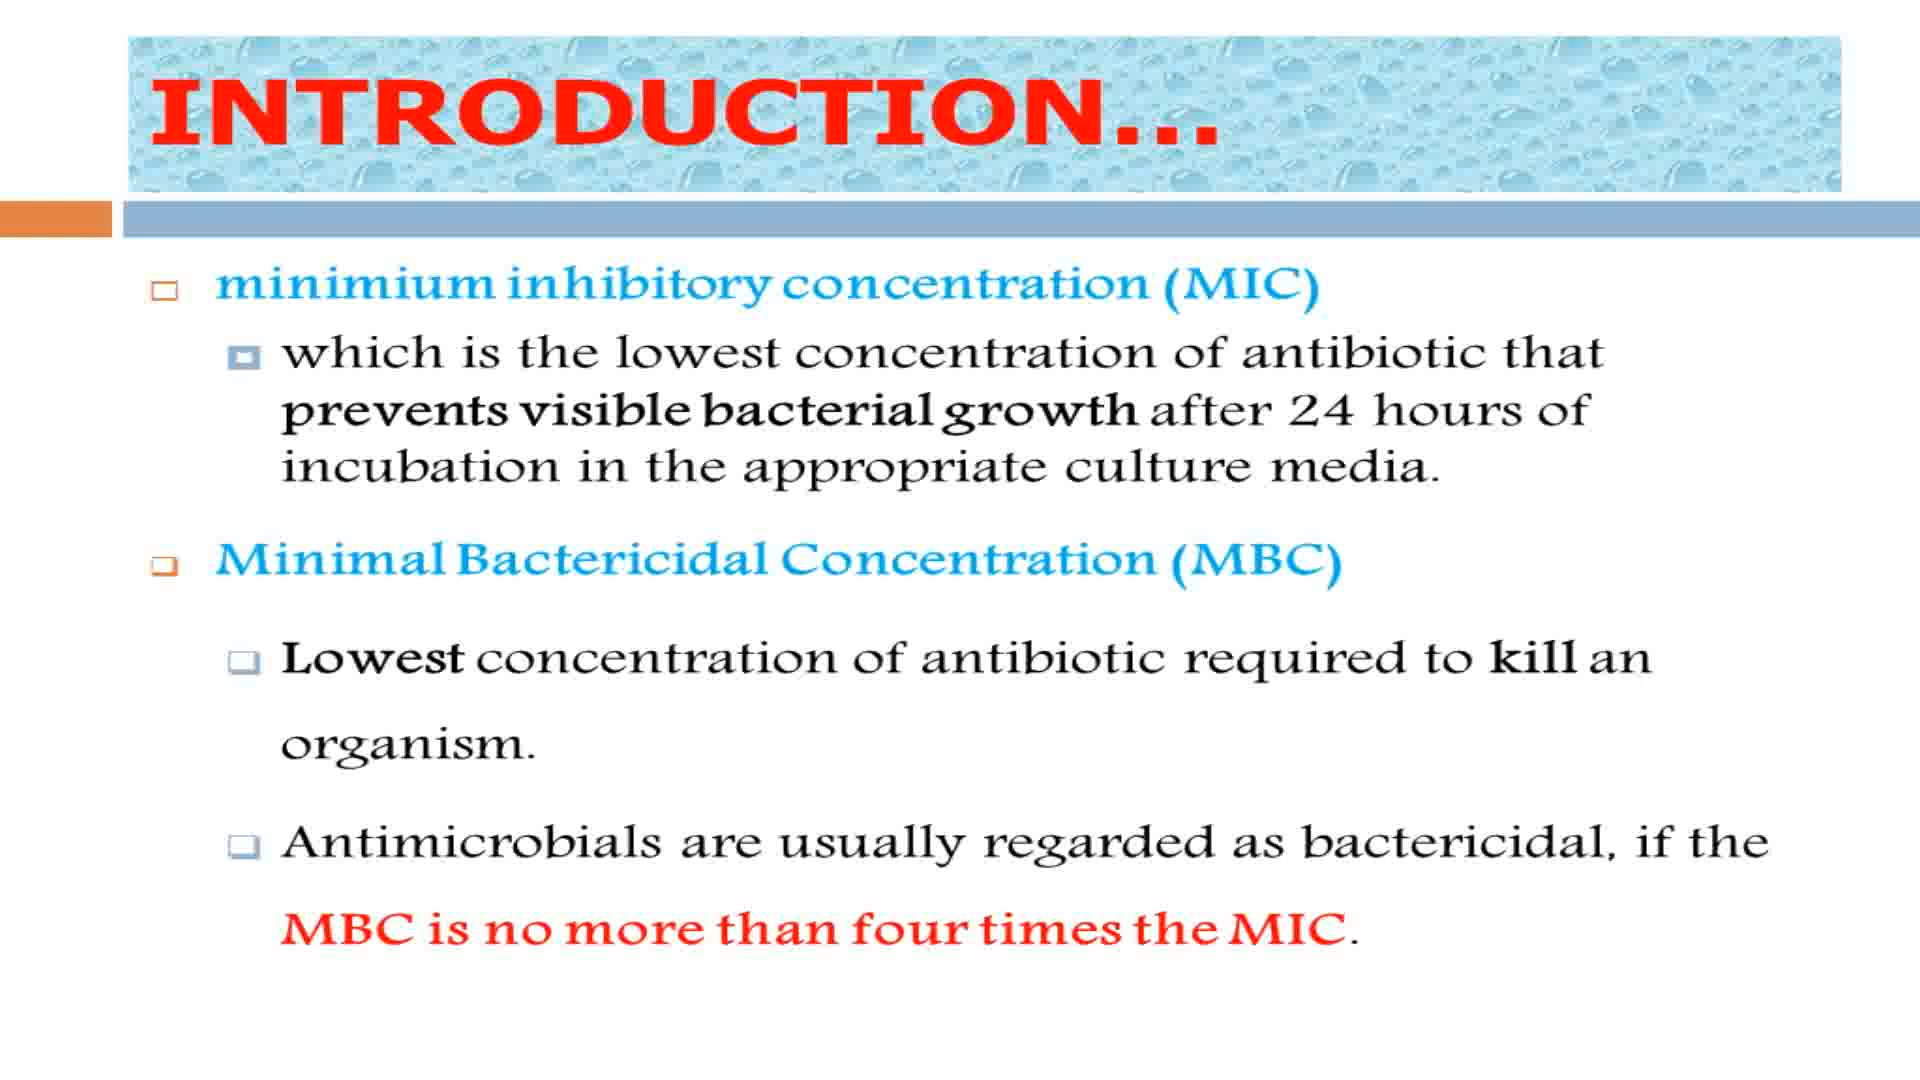 INTRODUCTION...
minimium inhibitory concentration (MIC)
which is the lowest concentration of antibiotic that
prevents visible bacterial growth after 24 hours of
incubation in the appropriate culture media.
Minimal Bactericidal Concentration (MBC)
Lowest concentration of antibiotic required to kill an
organism.
Antimicrobials are usually regarded as bactericidal, if the
MBC is no more than four times the MIC.